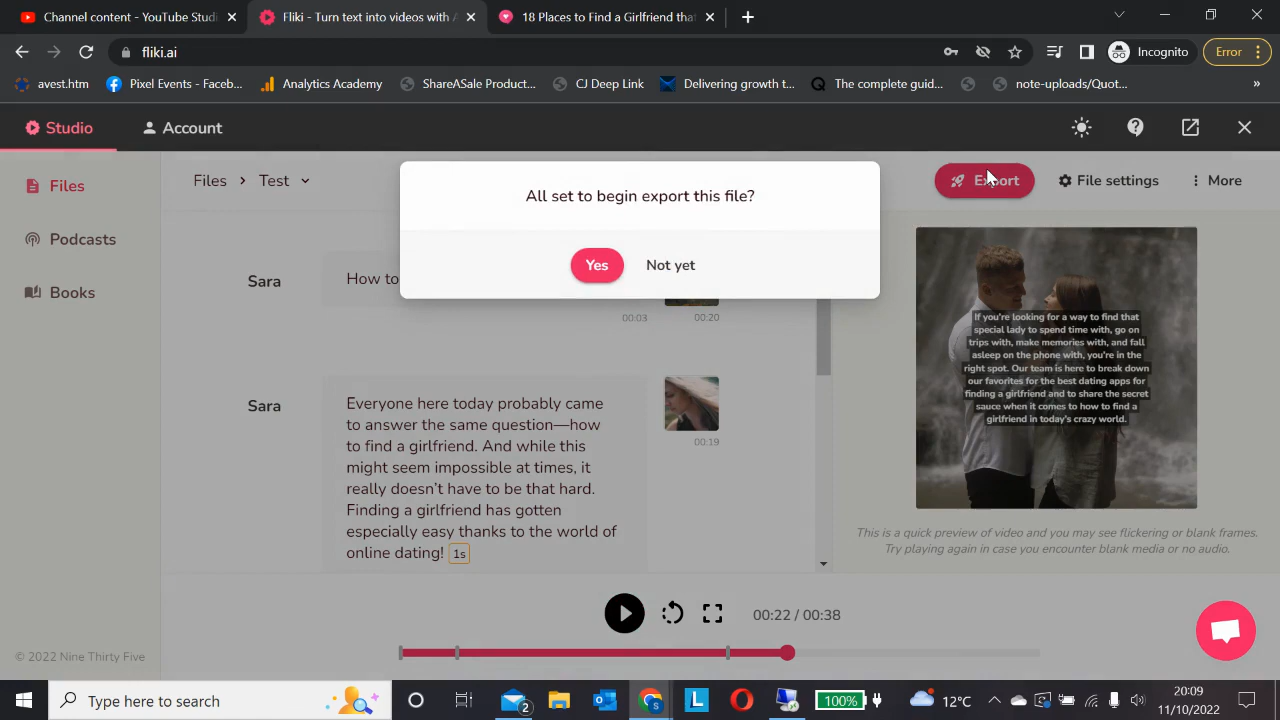 Channel content - YouTube Studi
Fliki - Turn text into videos with A
18 Places to Find a Girlfriend that
fliki.ai
Incognito
Error
avest.htm
Pixel Events - Faceb...
Analytics Academy
ShareASale Product...
CJ Deep Link
Delivering growth t...
The complete guid...
note-uploads/Quot...
»
Studio
Account
Files
Files > Test
Export
File settings
More
All set to begin export this file?
Yes
Not yet
Podcasts
Books
Sara
How to
00:03
00:20
Sara
Everyone here today probably came
to answer the same question—how
to find a girlfriend. And while this
might seem impossible at times, it
really doesn't have to be that hard.
Finding a girlfriend has gotten
especially easy thanks to the world of
online dating! 1s
00:19
If you're looking for a way to find that
special lady to spend time with, go on
trips with, make memories with, and fall
asleep on the phone with, you're in the
right spot. Our team is here to break down
our favorites for the best dating apps for
finding a girlfriend and to share the secret
sauce when it comes to how to find a
girlfriend in today's crazy world.
This is a quick preview of video and you may see flickering or blank frames.
Try playing again in case you encounter blank media or no audio.
00:22 / 00:38
© 2022 Nine Thirty Five
Type here to search
2
L
100%
12°C
20:09
11/10/2022